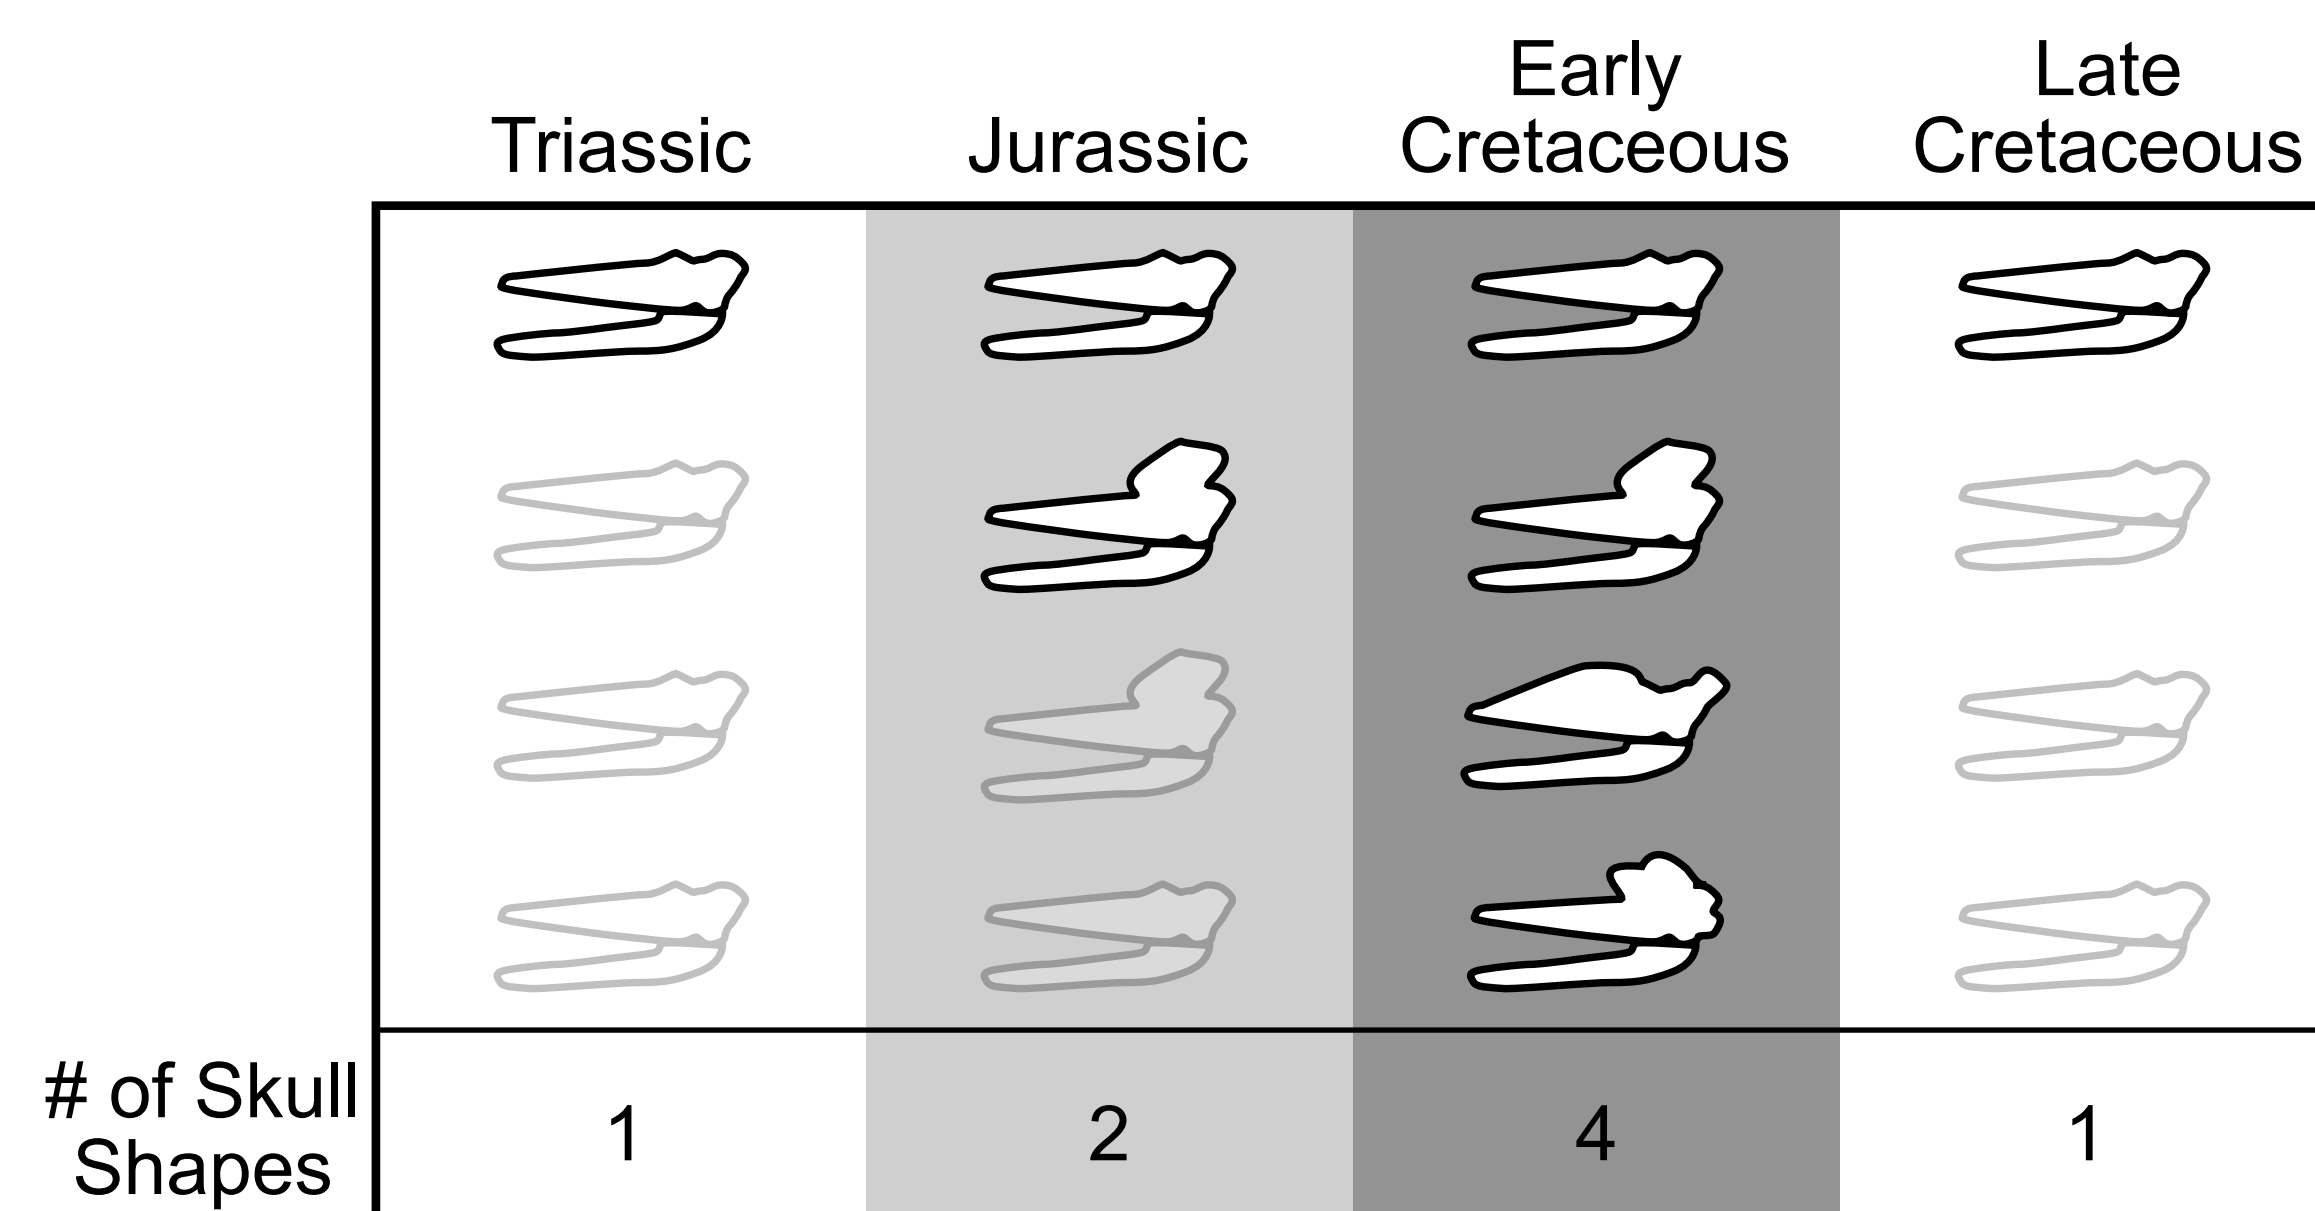 Triassic
Jurassic
Early
Cretaceous
Late
Cretaceous
# of Skull
Shapes
1
2
4
1